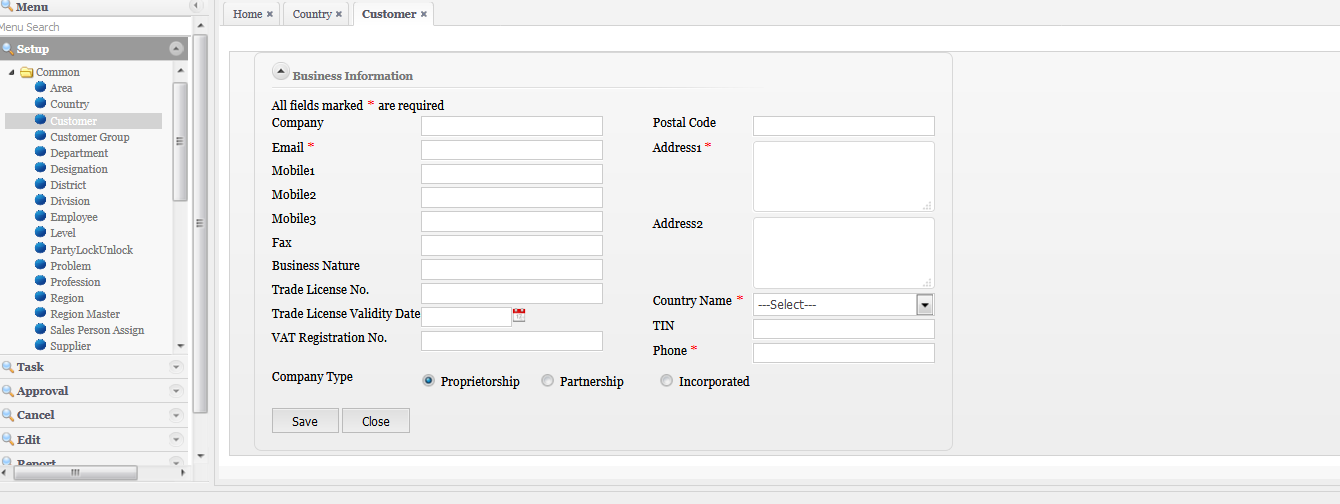 Menu
Menu Search
Setup
Common
Area
Country
Customer
Customer Group
Department
Designation
District
Division
Employee
Level
PartyLockUnlock
Problem
Profession
Region
Region Master
Sales Person Assign
Supplier
Task
Approval
Cancel
Edit
Report
Home
Country
Customer
Business Information
All fields marked * are required
Company
Email *
Mobile1
Mobile2
Mobile3
Fax
Business Nature
Trade License No.
Trade License Validity Date
VAT Registration No.
Company Type
Proprietorship
Partnership
Incorporated
Save
Close
Postal Code
Address1 *
Address2
Country Name *
---Select---
TIN
Phone *